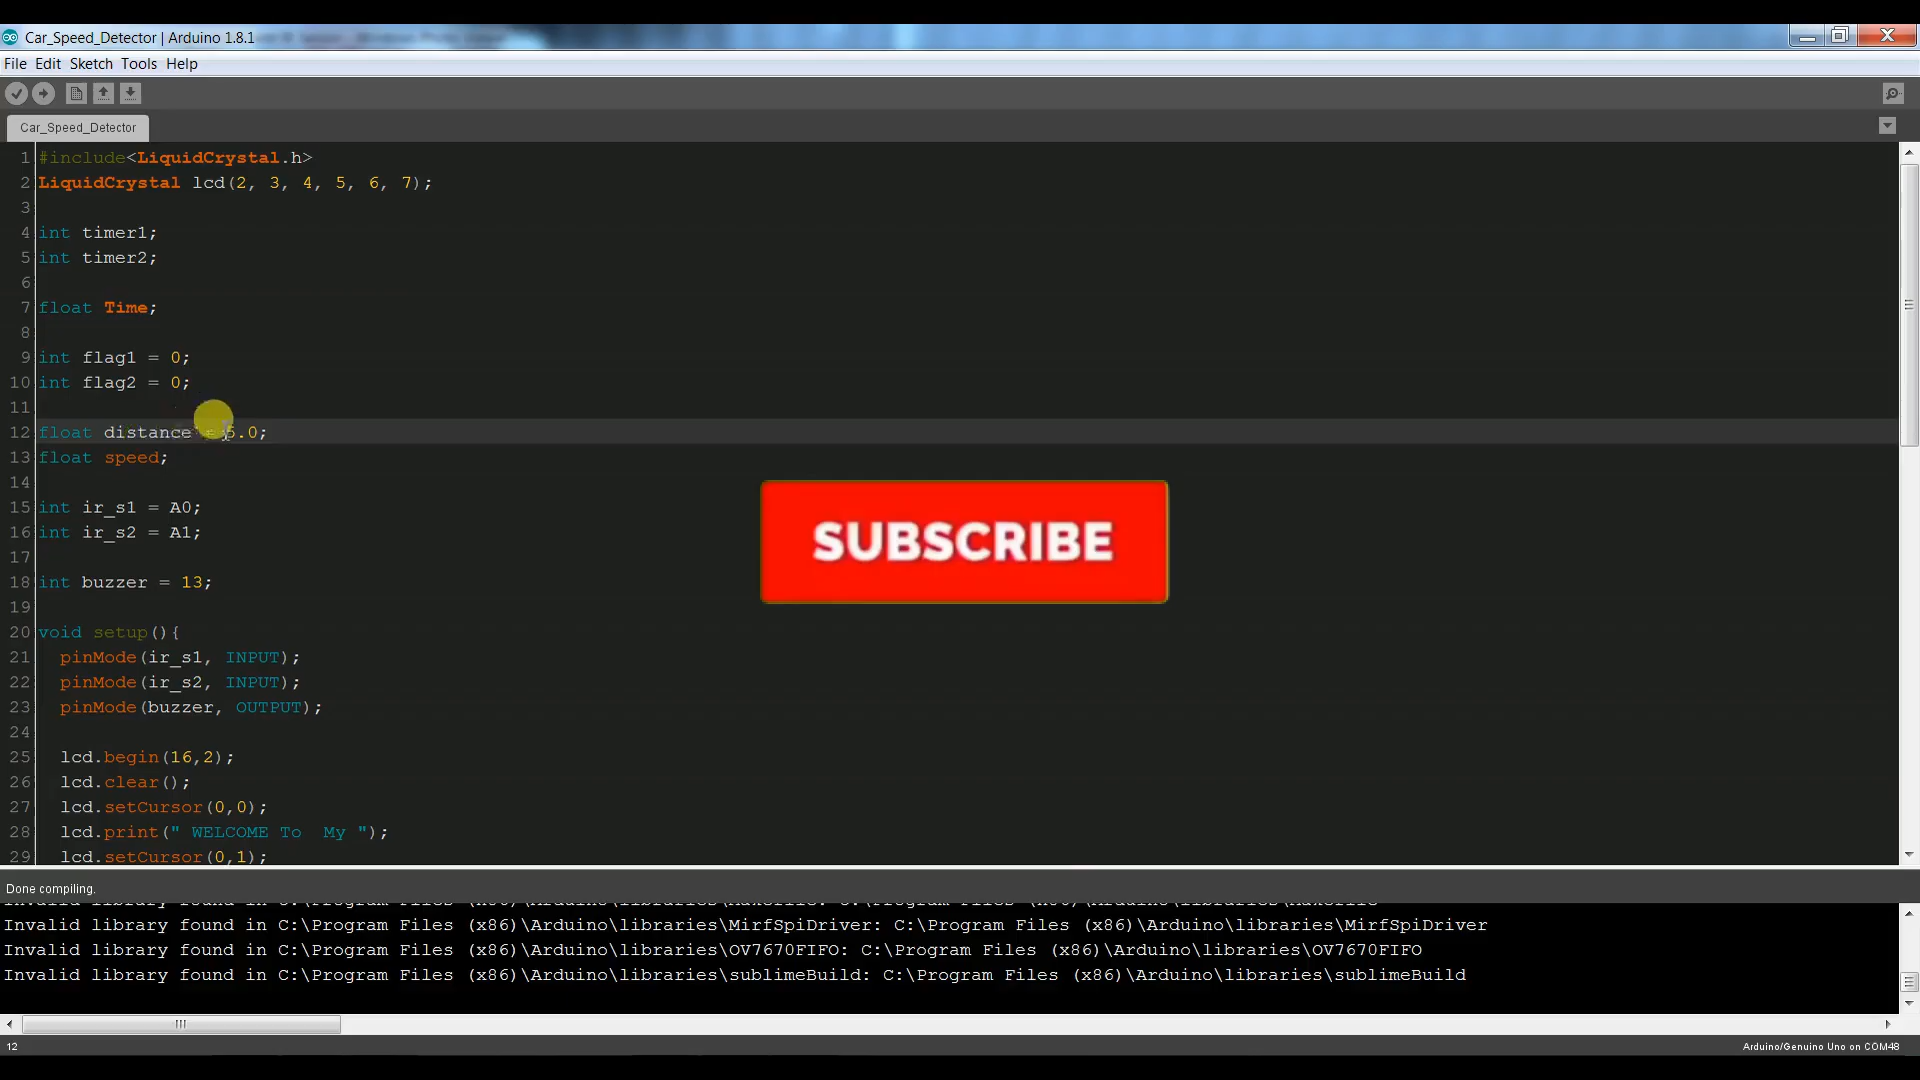 Car_Speed_Detector | Arduino 1.8.1
File Edit Sketch Tools Help
Car_Speed_Detector
1 #include<LiquidCrystal.h>
2 LiquidCrystal lcd(2, 3, 4, 5, 6, 7);
3
4 int timer1;
5 int timer2;
6
7 float Time;
8
9 int flag1 = 0;
10 int flag2 = 0;
11
12 float distance = 5.0;
13 float speed;
14
15 int ir_s1 = A0;
16 int ir_s2 = A1;
17
18 int buzzer = 13;
19
20 void setup(){
21 pinMode(ir_s1, INPUT);
22 pinMode(ir_s2, INPUT);
23 pinMode(buzzer, OUTPUT);
24
25 lcd.begin(16,2);
26 lcd.clear();
27 lcd.setCursor(0,0);
28 lcd.print(" WELCOME To  My ");
29 lcd.setCursor(0,1);
SUBSCRIBE
Done compiling.
Invalid library found in C:\Program Files (x86)\Arduino\libraries\MirfSpiDriver: C:\Program Files (x86)\Arduino\libraries\MirfSpiDriver
Invalid library found in C:\Program Files (x86)\Arduino\libraries\OV7670FIFO: C:\Program Files (x86)\Arduino\libraries\OV7670FIFO
Invalid library found in C:\Program Files (x86)\Arduino\libraries\sublimeBuild: C:\Program Files (x86)\Arduino\libraries\sublimeBuild
12
Arduino/Genuino Uno on COM48